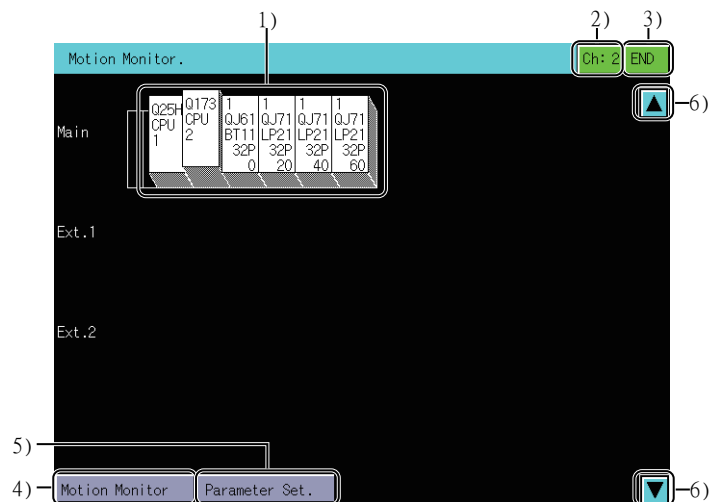 1)
2)
3)
Motion Monitor.
Ch: 2
END
6)
Main
Q25H
CPU
1
Q173
CPU
2
1
QJ61
BT11
32P
0
1
QJ71
LP21
32P
20
1
QJ71
LP21
32P
40
1
QJ71
LP21
32P
60
Ext.1
Ext.2
5)
4)
Motion Monitor
Parameter Set.
6)